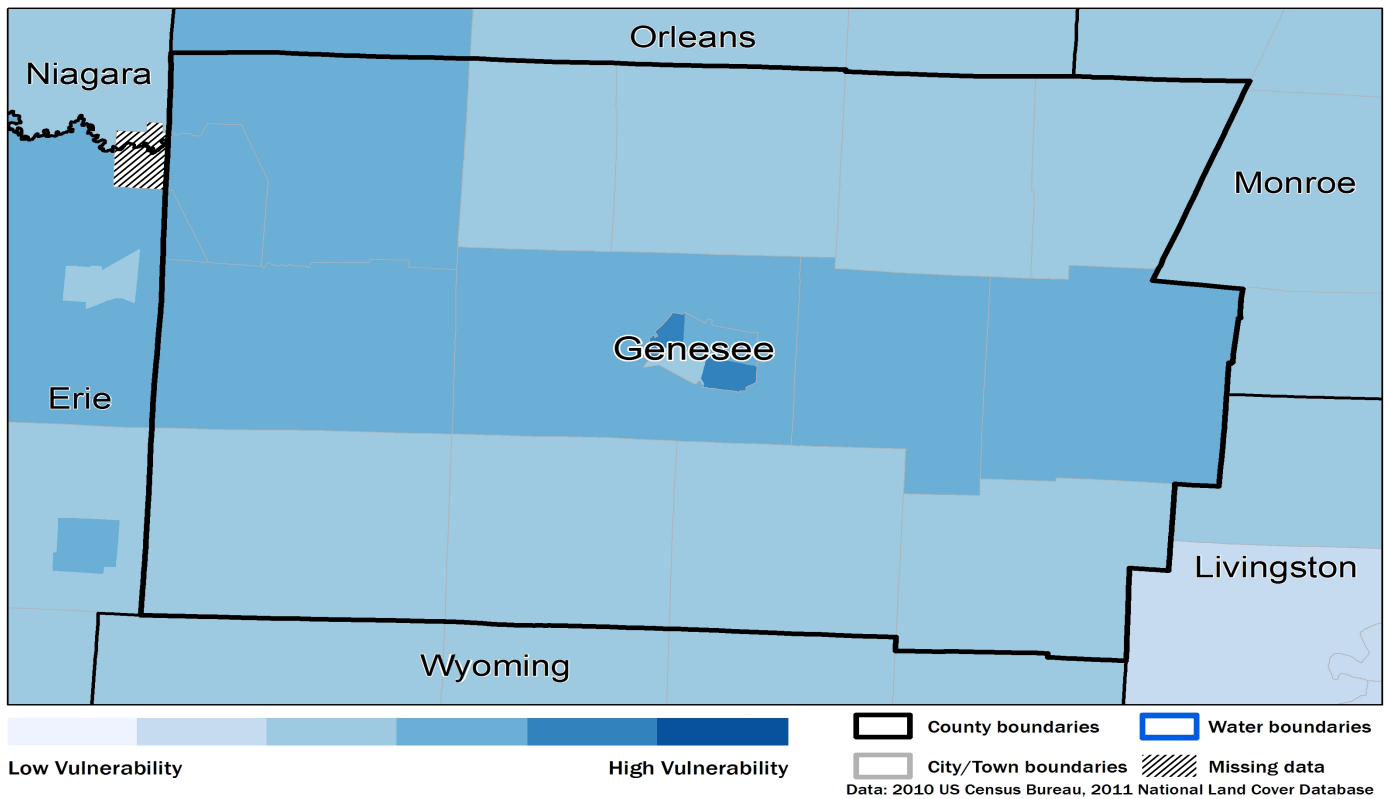 Orleans
Niagara
Monroe
Genesee
Erie
Livingston
Wyoming
Low Vulnerability
High Vulnerability
County boundaries
Water boundaries
City/Town boundaries
Missing data
Data: 2010 US Census Bureau, 2011 National Land Cover Database